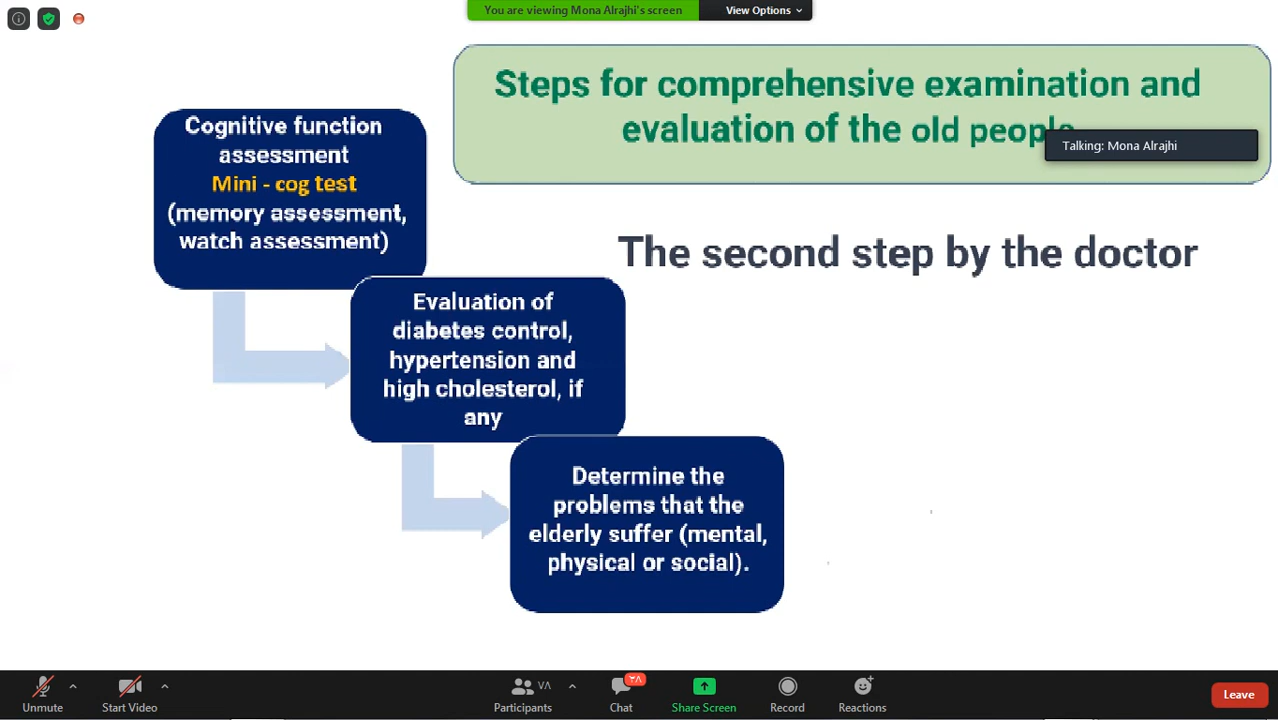 You are viewing Mona Alrajhi's screen
View Options
Steps for comprehensive examination and
evaluation of the old people
Talking: Mona Alrajhi
Cognitive function
assessment
Mini - cog test
(memory assessment,
watch assessment)
The second step by the doctor
Evaluation of
diabetes control,
hypertension and
high cholesterol, if
any
Determine the
problems that the
elderly suffer (mental,
physical or social).
Unmute
Start Video
Participants
٧٨
Chat
٣٨
Share Screen
Record
Reactions
Leave